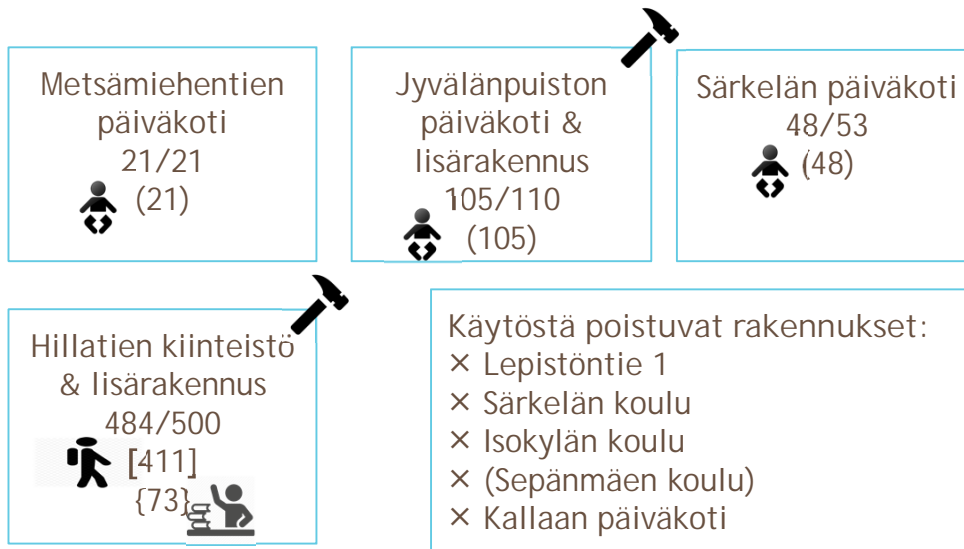 Metsämiehentien
päiväkoti
21/21
(21)
Jyvälänpuiston
päiväkoti &
lisärakennus
105/110
(105)
Särkelän päiväkoti
48/53
(48)
Hillatien kiinteistö
& lisärakennus
484/500
[411]
{73}
Käytöstä poistuvat rakennukset:
× Lepistöntie 1
× Särkelän koulu
× Isokylän koulu
× (Sepänmäen koulu)
× Kallaan päiväkoti